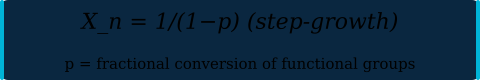 X_n = 1/(1−p) (step-growth)
p = fractional conversion of functional groups